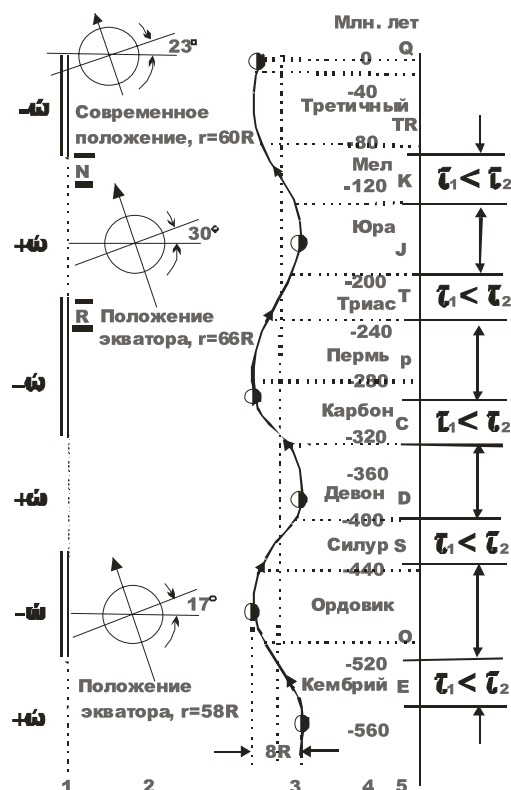 Млн. лет
23°
0
Q
-ώ
-40
Современное
Третичный
положение, r=60R
TR
-80
Мел
τ₁< τ₂
N
-120
K
30°
Юра
+ώ
J
-200
τ₁< τ₂
Триас
T
R
Положение
экватора, r=66R
-240
Пермь
p
-ώ
-280
Карбон
C
τ₁< τ₂
-320
-360
+ώ
Девон
D
-400
Силур
S
τ₁< τ₂
-440
17°
-ώ
Ордовик
O
-520
Положение
Кембрий
E
τ₁< τ₂
экватора, r=58R
+ώ
-560
8R
1
2
3
4
5